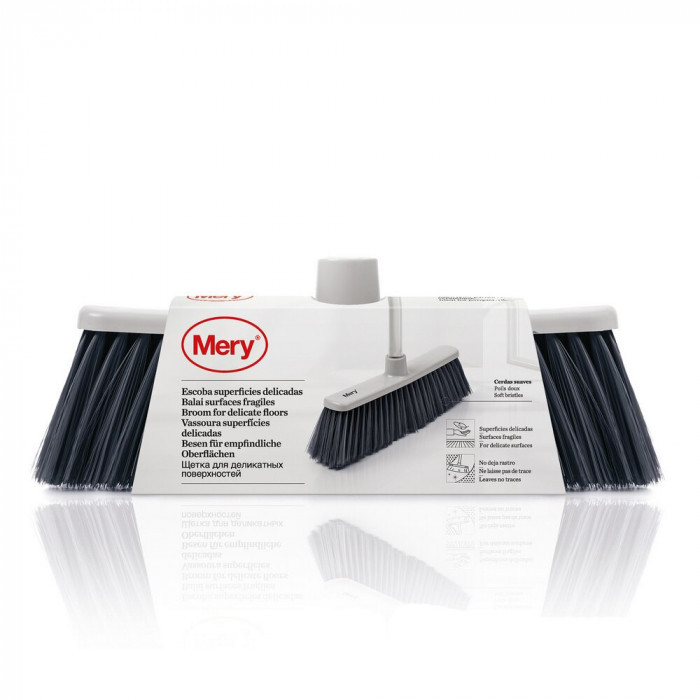 Mery®
Escoba superficies delicadas
Balai surfaces fragiles
Broom for delicate floors
Vassoura superfícies
delicadas
Besen für empfindliche
Oberflächen
Щетка для деликатных
поверхностей
Mery
Cerdas suaves
Poils doux
Soft bristles
Superficies delicadas
Surfaces fragiles
For delicate surfaces
No deja rastro
Ne laisse pas de trace
Leaves no traces